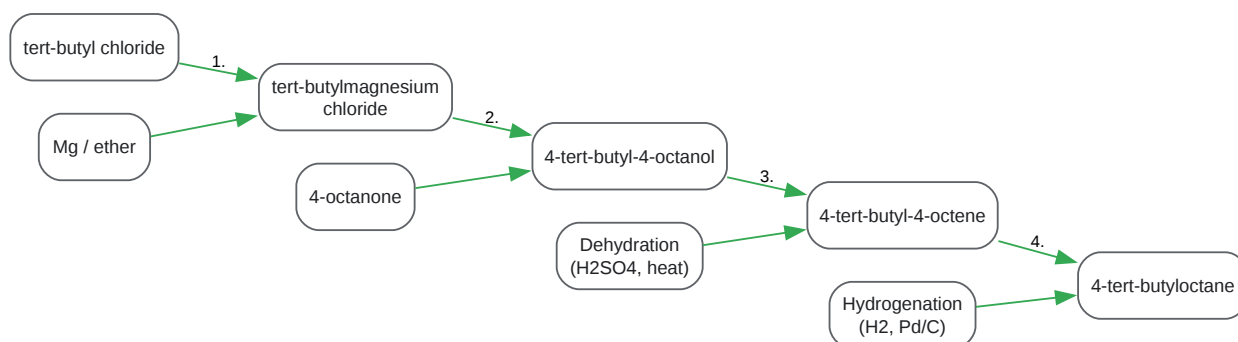 tert-butyl chloride
1.
Mg / ether
tert-butylmagnesium
chloride
2.
4-octanone
4-tert-butyl-4-octanol
3.
Dehydration
(H2SO4, heat)
4-tert-butyl-4-octene
4.
Hydrogenation
(H2, Pd/C)
4-tert-butyloctane